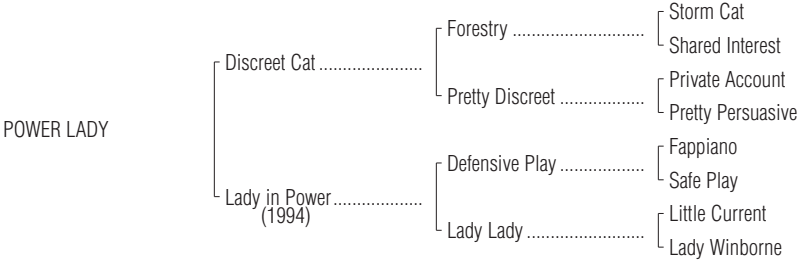 Storm Cat
Forestry ............................
Shared Interest
Discreet Cat ......................
Private Account
Pretty Discreet ..................
Pretty Persuasive
POWER LADY
Fappiano
Defensive Play ..................
Safe Play
Lady in Power...................
(1994)
Little Current
Lady Lady .........................
Lady Winborne